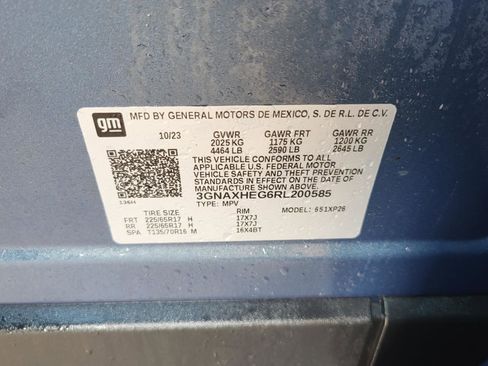 gm
MFD BY GENERAL MOTORS DE MEXICO, S. DE R.L. DE C.V.
10/23 GVWR GAWR FRT GAWR RR
2025 KG 1175 KG 1200 KG
4464 LB 2590 LB 2645 LB
THIS VEHICLE CONFORMS TO ALL
APPLICABLE U.S. FEDERAL MOTOR
VEHICLE SAFETY AND THEFT
PREVENTION STANDARDS IN EFFECT
ON THE DATE OF MANUFACTURE
SHOWN ABOVE.
3GNAXHEG6RL200585
TYPE: MPV
TIRE SIZE RIM MODEL: 6S1XP26
FRT 225/65R17 H 17X7J
RR 225/65R17 H 17X7J
SPA T135/70R16 M 16X4BT